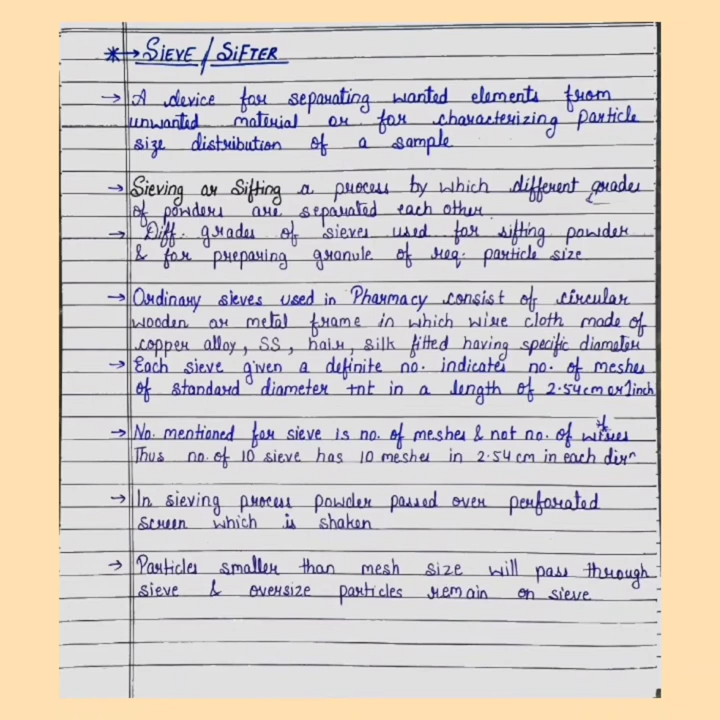 *→ SIEVE / SIFTER
→ A device for separating wanted elements from
unwanted material or for characterizing particle
size distribution of a sample
→ Sieving or Sifting a process by which different grades
of powders are separated each other
→ Diff. grades of sieves used for sifting powder
& for preparing granule of req. particle size
→ Ordinary sieves used in Pharmacy consist of circular
wooden or metal frame in which wire cloth made of
copper alloy, SS, hair, silk fitted having specific diameter
→ Each sieve given a definite no. indicates no. of meshes
of standard diameter tnt in a length of 2.54cm or 1inch
→ No. mentioned for sieve is no. of meshes & not no. of wires
Thus no. of 10 sieve has 10 meshes in 2.54 cm in each dirⁿ
→ In sieving process powder passed over perforated
screen which is shaken
→ Particles smaller than mesh size will pass through
sieve & oversize particles remain on sieve